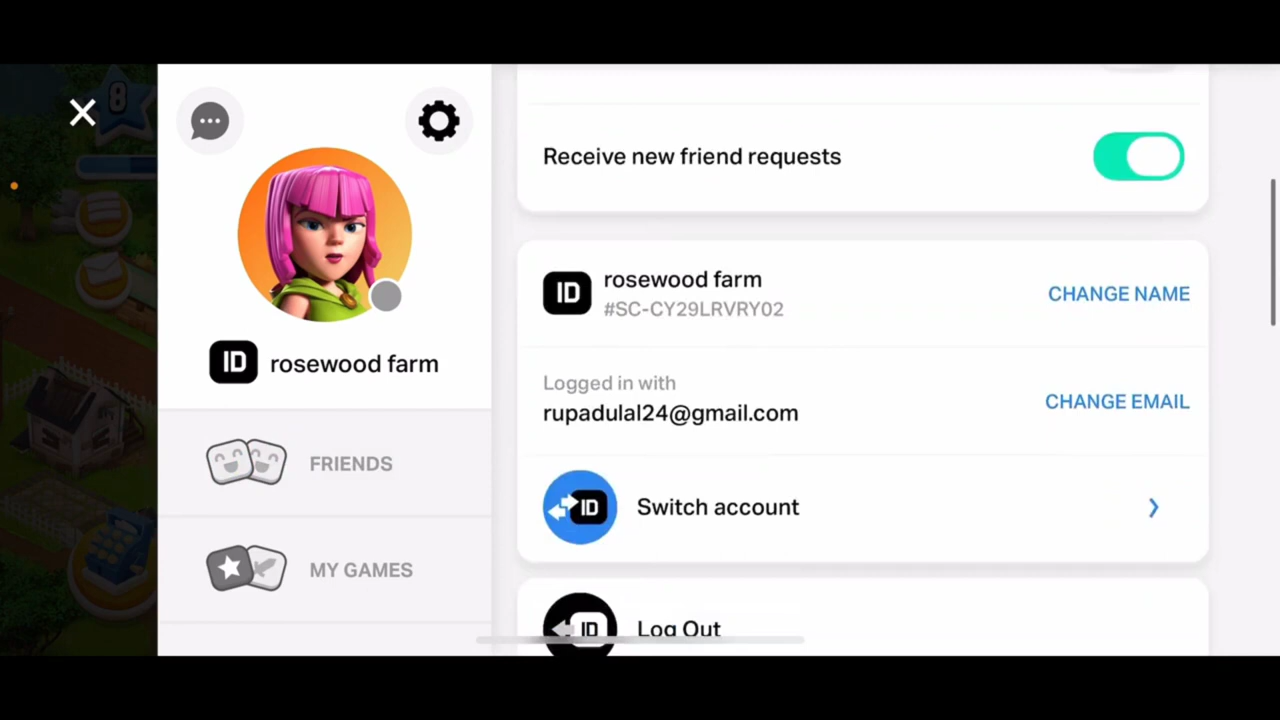 8
Receive new friend requests
ID rosewood farm
#SC-CY29LRVRY02
CHANGE NAME
Logged in with
rupadulal24@gmail.com
CHANGE EMAIL
ID Switch account
ID Log Out
ID rosewood farm
FRIENDS
MY GAMES